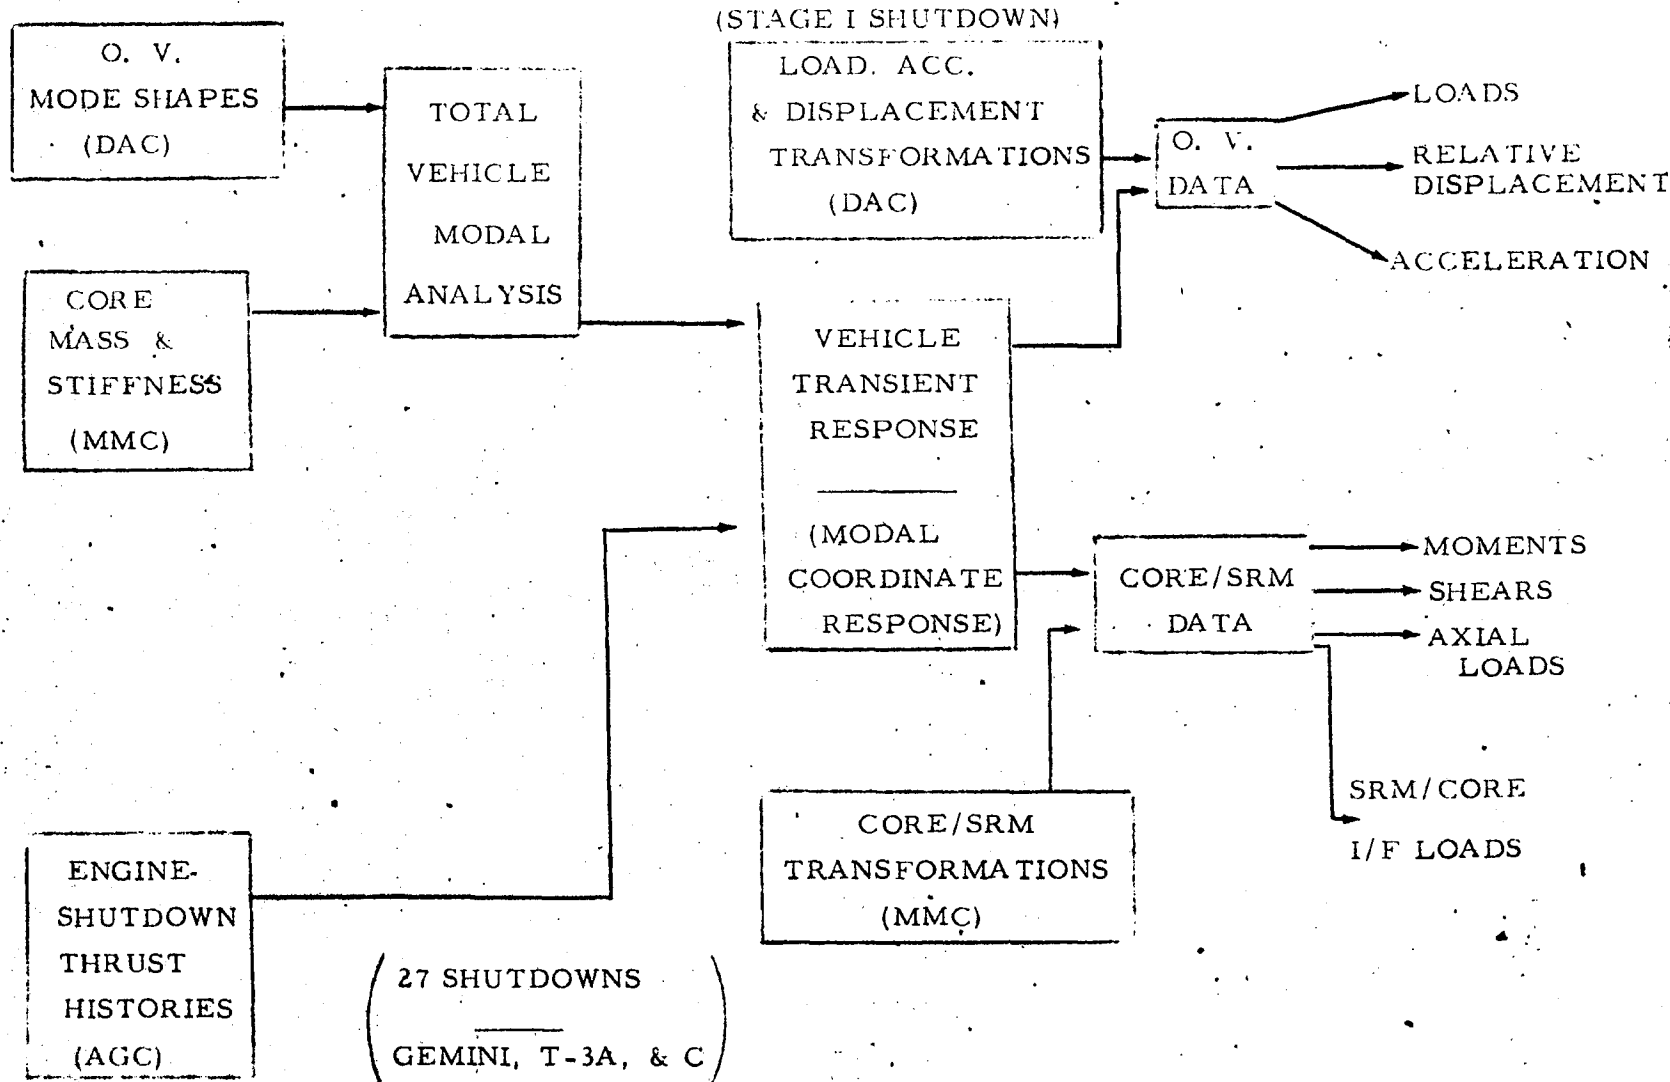 (STAGE I SHUTDOWN)
O. V.
MODE SHAPES
(DAC)
TOTAL
VEHICLE
MODAL
ANALYSIS
LOAD. ACC.
& DISPLACEMENT
TRANSFORMATIONS
(DAC)
O. V.
DATA
LOADS
RELATIVE
DISPLACEMENT
ACCELERATION
CORE
MASS &
STIFFNESS
(MMC)
VEHICLE
TRANSIENT
RESPONSE
(MODAL
COORDINATE
RESPONSE)
CORE/SRM
DATA
MOMENTS
SHEARS
AXIAL
LOADS
SRM/CORE
I/F LOADS
CORE/SRM
TRANSFORMATIONS
(MMC)
ENGINE-
SHUTDOWN
THRUST
HISTORIES
(AGC)
27 SHUTDOWNS
GEMINI, T-3A, & C